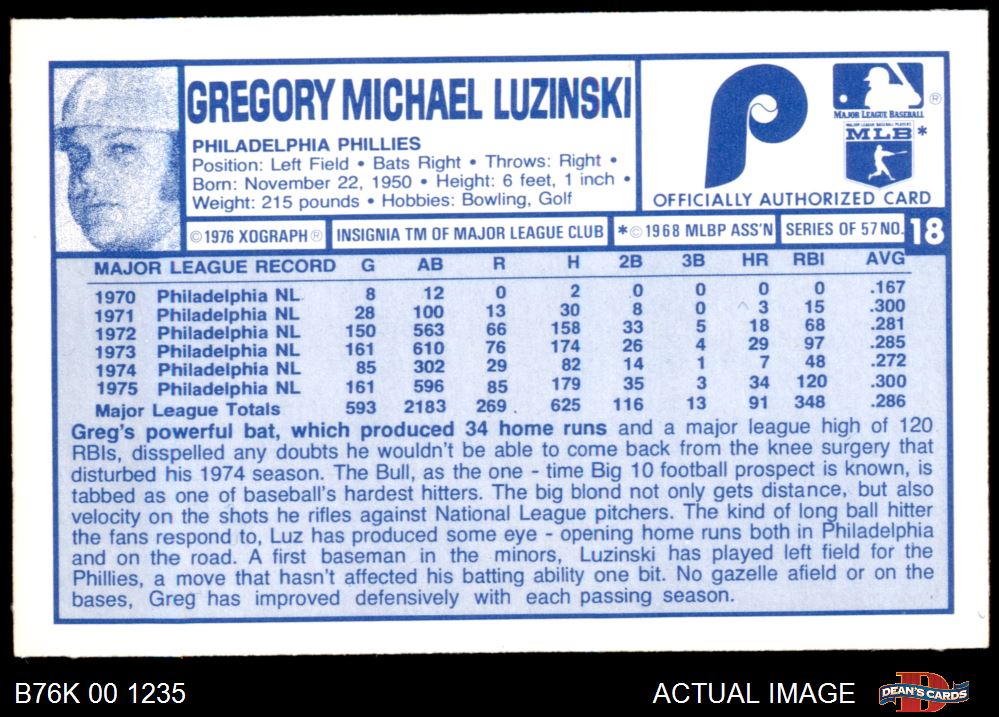 GREGORY MICHAEL LUZINSKI
PHILADELPHIA PHILLIES
Position: Left Field • Bats Right • Throws: Right •
Born: November 22, 1950 • Height: 6 feet, 1 inch •
Weight: 215 pounds • Hobbies: Bowling, Golf
P
®
MAJOR LEAGUE BASEBALL
MAJOR LEAGUE BASEBALL PLAYERS
MLB*
OFFICIALLY AUTHORIZED CARD
©1976 XOGRAPH® INSIGNIA TM OF MAJOR LEAGUE CLUB *©1968 MLBP ASS'N SERIES OF 57 NO. 18
MAJOR LEAGUE RECORD G AB R H 2B 3B HR RBI AVG
1970 Philadelphia NL 8 12 0 2 0 0 0 0 .167
1971 Philadelphia NL 28 100 13 30 8 0 3 15 .300
1972 Philadelphia NL 150 563 66 158 33 5 18 68 .281
1973 Philadelphia NL 161 610 76 174 26 4 29 97 .285
1974 Philadelphia NL 85 302 29 82 14 1 7 48 .272
1975 Philadelphia NL 161 596 85 179 35 3 34 120 .300
Major League Totals 593 2183 269 625 116 13 91 348 .286
Greg's powerful bat, which produced 34 home runs and a major league high of 120
RBIs, dispelled any doubts he wouldn't be able to come back from the knee surgery that
disturbed his 1974 season. The Bull, as the one - time Big 10 football prospect is known, is
tabbed as one of baseball's hardest hitters. The big blond not only gets distance, but also
velocity on the shots he rifles against National League pitchers. The kind of long ball hitter
the fans respond to, Luz has produced some eye - opening home runs both in Philadelphia
and on the road. A first baseman in the minors, Luzinski has played left field for the
Phillies, a move that hasn't affected his batting ability one bit. No gazelle afield or on the
bases, Greg has improved defensively with each passing season.
B76K 00 1235
ACTUAL IMAGE
D
DEAN'S CARDS